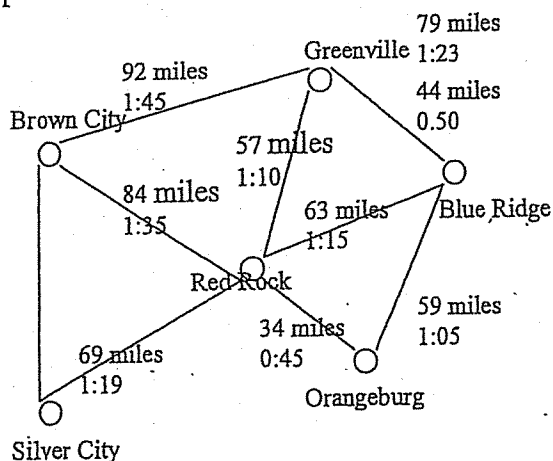 p
79 miles
Greenville 1:23
92 miles
1:45
44 miles
0.50
Brown City
57 miles
1:10
84 miles
1:35
63 miles
1:15
Blue Ridge
Red Rock
34 miles
0:45
59 miles
1:05
69 miles
1:19
Orangeburg
Silver City